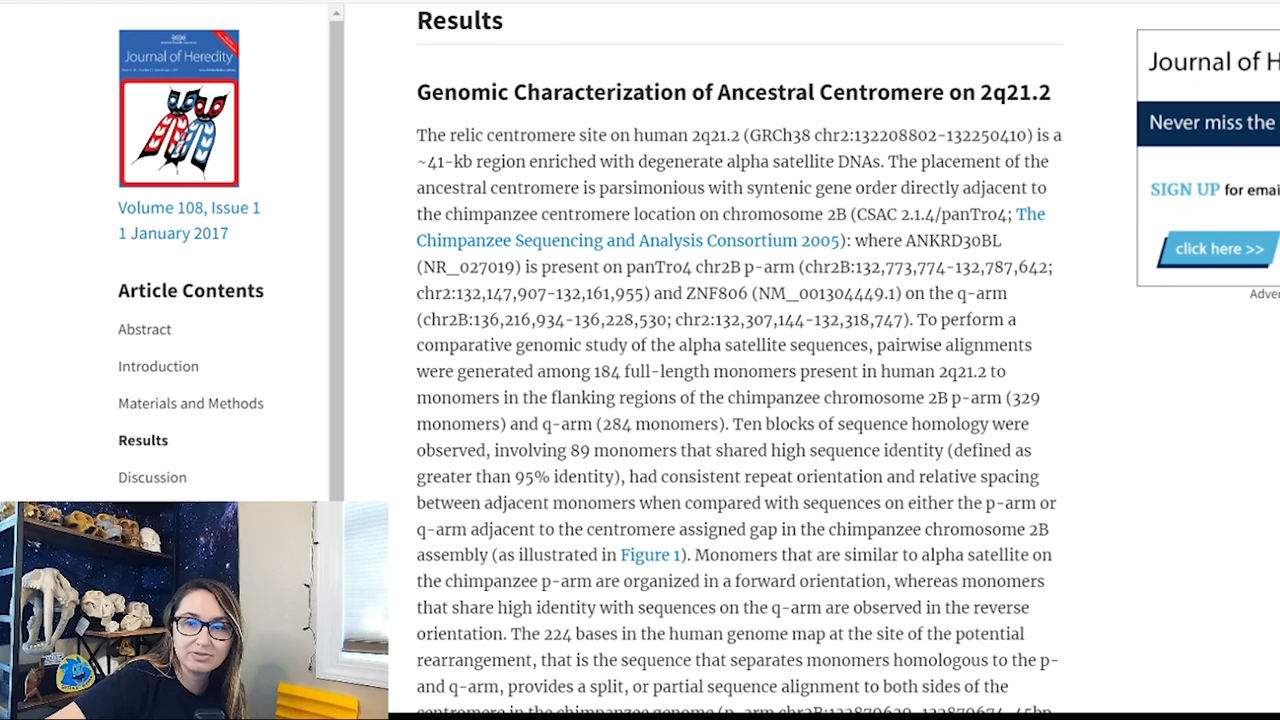 Journal of Heredity
Volume 108, Issue 1
1 January 2017
Article Contents
Abstract
Introduction
Materials and Methods
Results
Discussion
Results
Genomic Characterization of Ancestral Centromere on 2q21.2
The relic centromere site on human 2q21.2 (GRCh38 chr2:132208802-132250410) is a
~41-kb region enriched with degenerate alpha satellite DNAs. The placement of the
ancestral centromere is parsimonious with syntenic gene order directly adjacent to
the chimpanzee centromere location on chromosome 2B (CSAC 2.1.4/panTro4; The
Chimpanzee Sequencing and Analysis Consortium 2005): where ANKRD30BL
(NR_027019) is present on panTro4 chr2B p-arm (chr2B:132,773,774-132,787,642;
chr2:132,147,907-132,161,955) and ZNF806 (NM_001304449.1) on the q-arm
(chr2B:136,216,934-136,228,530; chr2:132,307,144-132,318,747). To perform a
comparative genomic study of the alpha satellite sequences, pairwise alignments
were generated among 184 full-length monomers present in human 2q21.2 to
monomers in the flanking regions of the chimpanzee chromosome 2B p-arm (329
monomers) and q-arm (284 monomers). Ten blocks of sequence homology were
observed, involving 89 monomers that shared high sequence identity (defined as
greater than 95% identity), had consistent repeat orientation and relative spacing
between adjacent monomers when compared with sequences on either the p-arm or
q-arm adjacent to the centromere assigned gap in the chimpanzee chromosome 2B
assembly (as illustrated in Figure 1). Monomers that are similar to alpha satellite on
the chimpanzee p-arm are organized in a forward orientation, whereas monomers
that share high identity with sequences on the q-arm are observed in the reverse
orientation. The 224 bases in the human genome map at the site of the potential
rearrangement, that is the sequence that separates monomers homologous to the p-
and q-arm, provides a split, or partial sequence alignment to both sides of the
Journal of H
Never miss the
SIGN UP for emai
click here >>
Adver